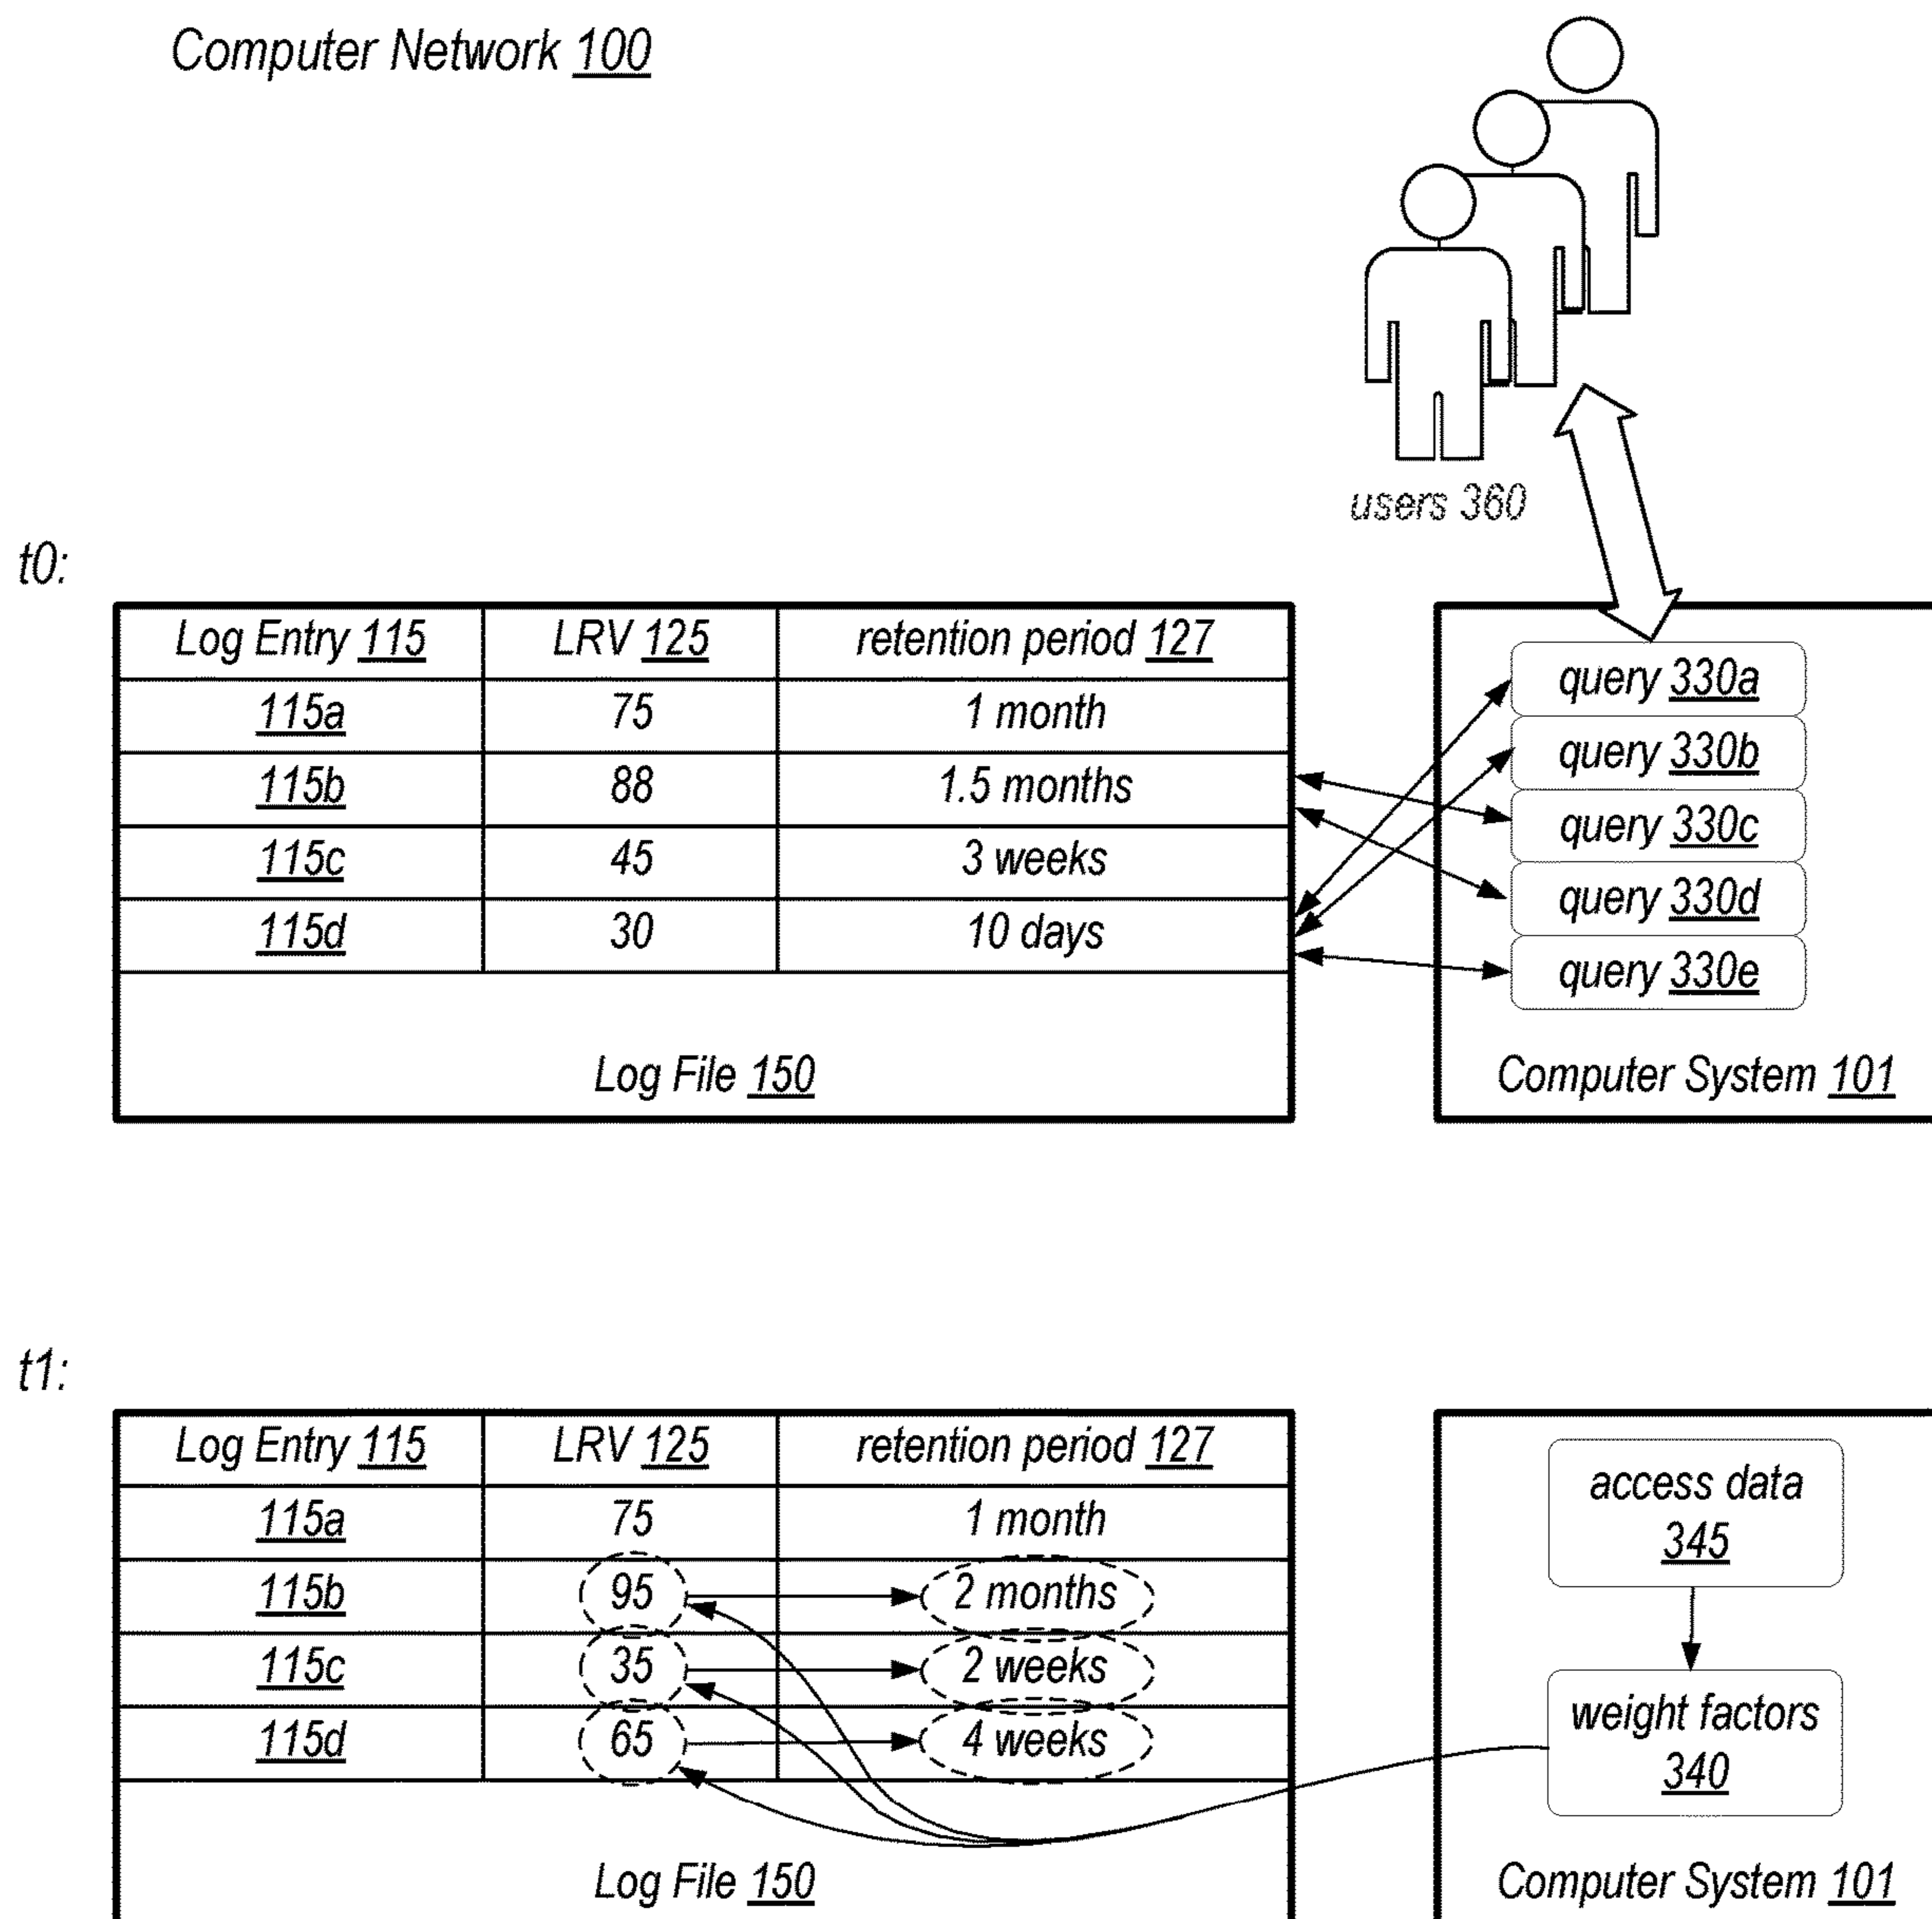 Computer Network 100
users 360
t0:
Log Entry 115 LRV 125 retention period 127
115a 75 1 month
115b 88 1.5 months
115c 45 3 weeks
115d 30 10 days
Log File 150
query 330a
query 330b
query 330c
query 330d
query 330e
Computer System 101
t1:
Log Entry 115 LRV 125 retention period 127
115a 75 1 month
115b 95 2 months
115c 35 2 weeks
115d 65 4 weeks
Log File 150
access data
345
weight factors
340
Computer System 101